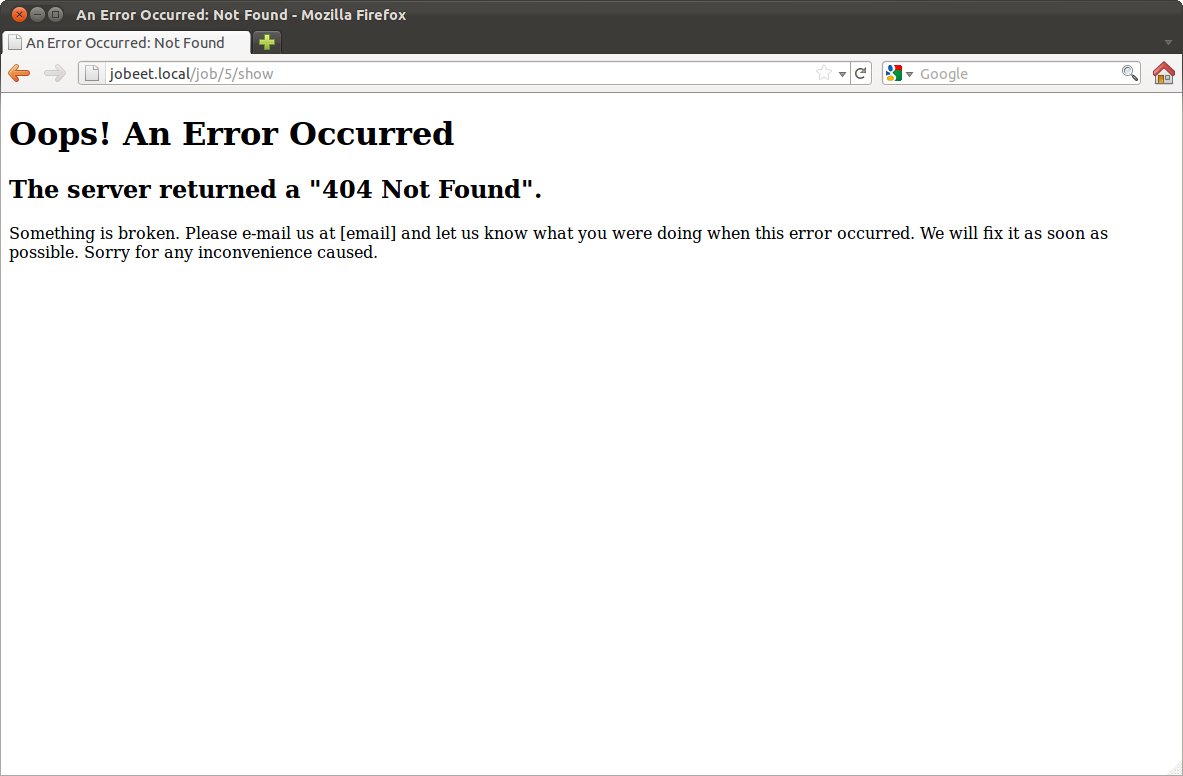 An Error Occurred: Not Found - Mozilla Firefox
An Error Occurred: Not Found
jobeet.local/job/5/show
Google
Oops! An Error Occurred
The server returned a "404 Not Found".
Something is broken. Please e-mail us at [email] and let us know what you were doing when this error occurred. We will fix it as soon as
possible. Sorry for any inconvenience caused.